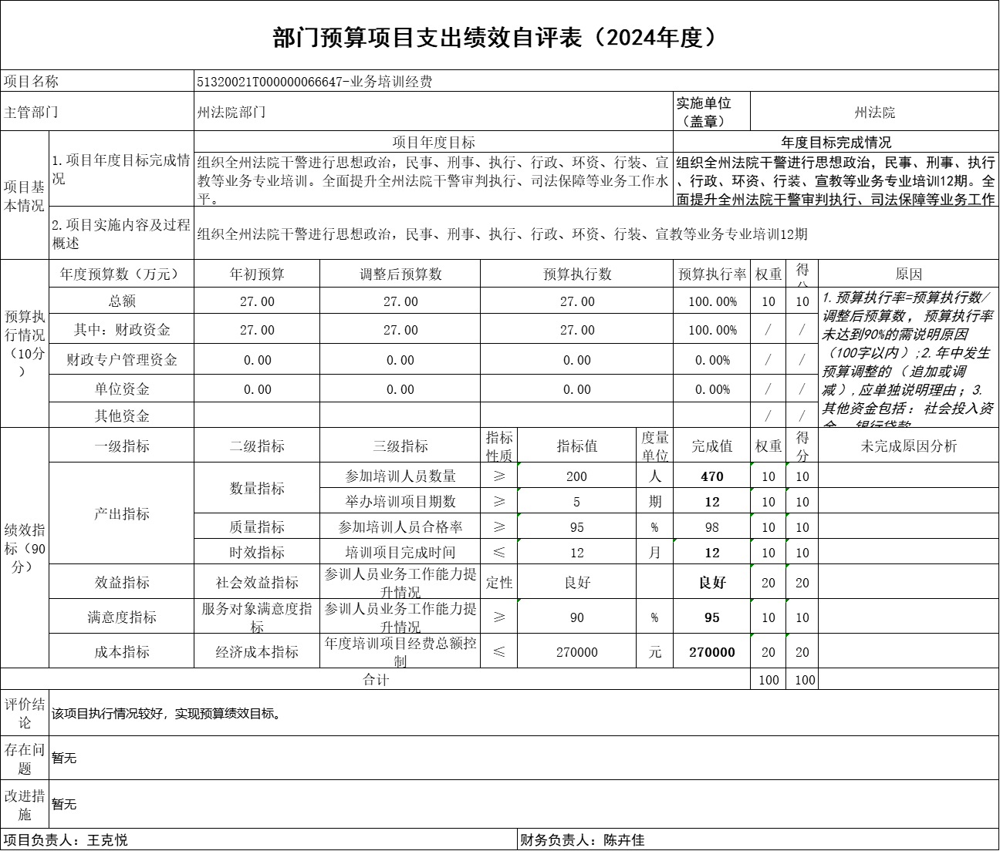 部门预算项目支出绩效自评表（2024年度）
项目名称 51320021T000000066647-业务培训经费
主管部门 州法院部门 实施单位（盖章） 州法院
项目基本情况
1.项目年度目标完成情况
项目年度目标 年度目标完成情况
组织全州法院干警进行思想政治，民事、刑事、执行、行政、环资、行装、宣
教等业务专业培训。全面提升全州法院干警审判执行、司法保障等业务工作水
平。
组织全州法院干警进行思想政治，民事、刑事、执行
、行政、环资、行装、宣教等业务专业培训12期。全
面提升全州法院干警审判执行、司法保障等业务工作
2.项目实施内容及过程概述
组织全州法院干警进行思想政治，民事、刑事、执行、行政、环资、行装、宣教等业务专业培训12期
预算执行情况（10分）
年度预算数（万元） 年初预算 调整后预算数 预算执行数 预算执行率 权重 得 原因
总额 27.00 27.00 27.00 100.00% 10 10
其中：财政资金 27.00 27.00 27.00 100.00% / /
财政专户管理资金 0.00 0.00 0.00 0.00% / /
单位资金 0.00 0.00 0.00 0.00% / /
其他资金 / /
1.预算执行率=预算执行数/
调整后预算数，预算执行率
未达到90%的需说明原因
（100字以内）;2.年中发生
预算调整的（追加或调
减）,应单独说明理由；3.
其他资金包括：社会投入资
绩效指标（90分）
一级指标 二级指标 三级指标 指标性质 指标值 度量单位 完成值 权重 得分 未完成原因分析
产出指标
数量指标 参加培训人员数量 ≥ 200 人 470 10 10
举办培训项目期数 ≥ 5 期 12 10 10
质量指标 参加培训人员合格率 ≥ 95 % 98 10 10
时效指标 培训项目完成时间 ≤ 12 月 12 10 10
效益指标 社会效益指标 参训人员业务工作能力提升情况 定性 良好 良好 20 20
满意度指标 服务对象满意度指标 参训人员业务工作能力提升情况 ≥ 90 % 95 10 10
成本指标 经济成本指标 年度培训项目经费总额控制 ≤ 270000 元 270000 20 20
合计 100 100
评价结论 该项目执行情况较好，实现预算绩效目标。
存在问题 暂无
改进措施 暂无
项目负责人：王克悦 财务负责人：陈卉佳